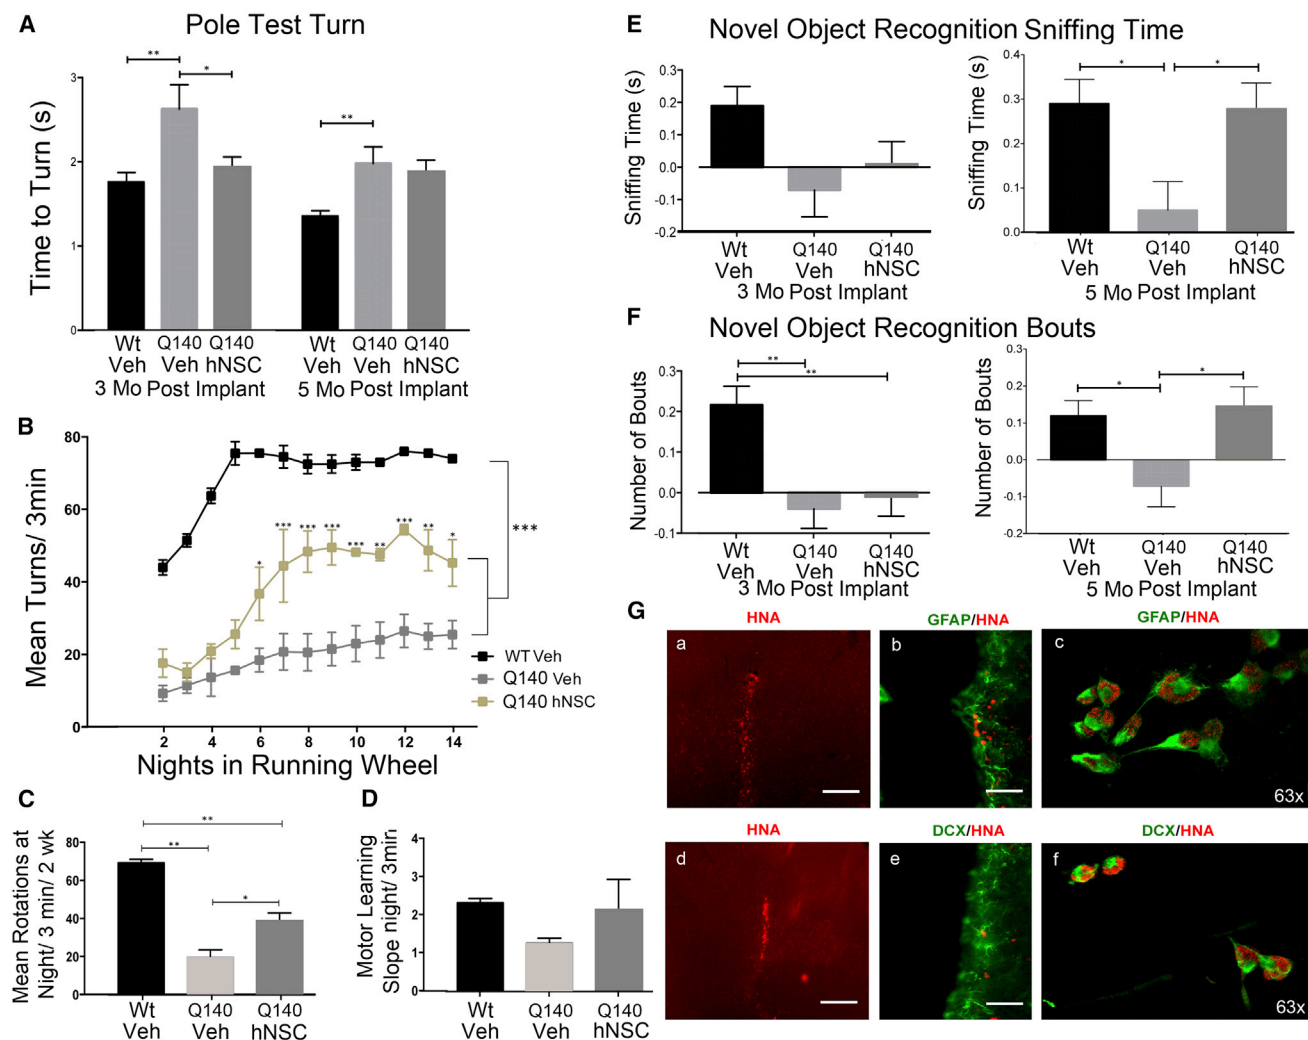 A
Pole Test Turn
**
*
**
Time to Turn (s)
3
2
1
0
Wt Veh
Q140 Veh
Q140 hNSC
3 Mo Post Implant
Wt Veh
Q140 Veh
Q140 hNSC
5 Mo Post Implant
B
Mean Turns/ 3min
80
60
40
20
0
*
***
***
***
***
**
***
**
*
***
WT Veh
Q140 Veh
Q140 hNSC
2 4 6 8 10 12 14
Nights in Running Wheel
C
Mean Rotations at
Night/ 3 min/ 2 wk
80
60
40
20
0
**
**
*
Wt Veh
Q140 Veh
Q140 hNSC
D
Motor Learning
Slope night/ 3min
4
3
2
1
0
Wt Veh
Q140 Veh
Q140 hNSC
E
Novel Object Recognition Sniffing Time
Sniffing Time (s)
0.3
0.2
0.1
0.0
-0.1
-0.2
Wt Veh
Q140 Veh
Q140 hNSC
3 Mo Post Implant
Sniffing Time (s)
0.4
0.3
0.2
0.1
0.0
*
*
Wt Veh
Q140 Veh
Q140 hNSC
5 Mo Post Implant
F
Novel Object Recognition Bouts
Number of Bouts
0.3
0.2
0.1
0.0
-0.1
**
**
Wt Veh
Q140 Veh
Q140 hNSC
3 Mo Post Implant
Number of Bouts
0.3
0.2
0.1
0.0
-0.1
-0.2
*
*
Wt Veh
Q140 Veh
Q140 hNSC
5 Mo Post Implant
G
HNA
GFAP/HNA
GFAP/HNA
a
b
c
63x
HNA
DCX/HNA
DCX/HNA
d
e
f
63x